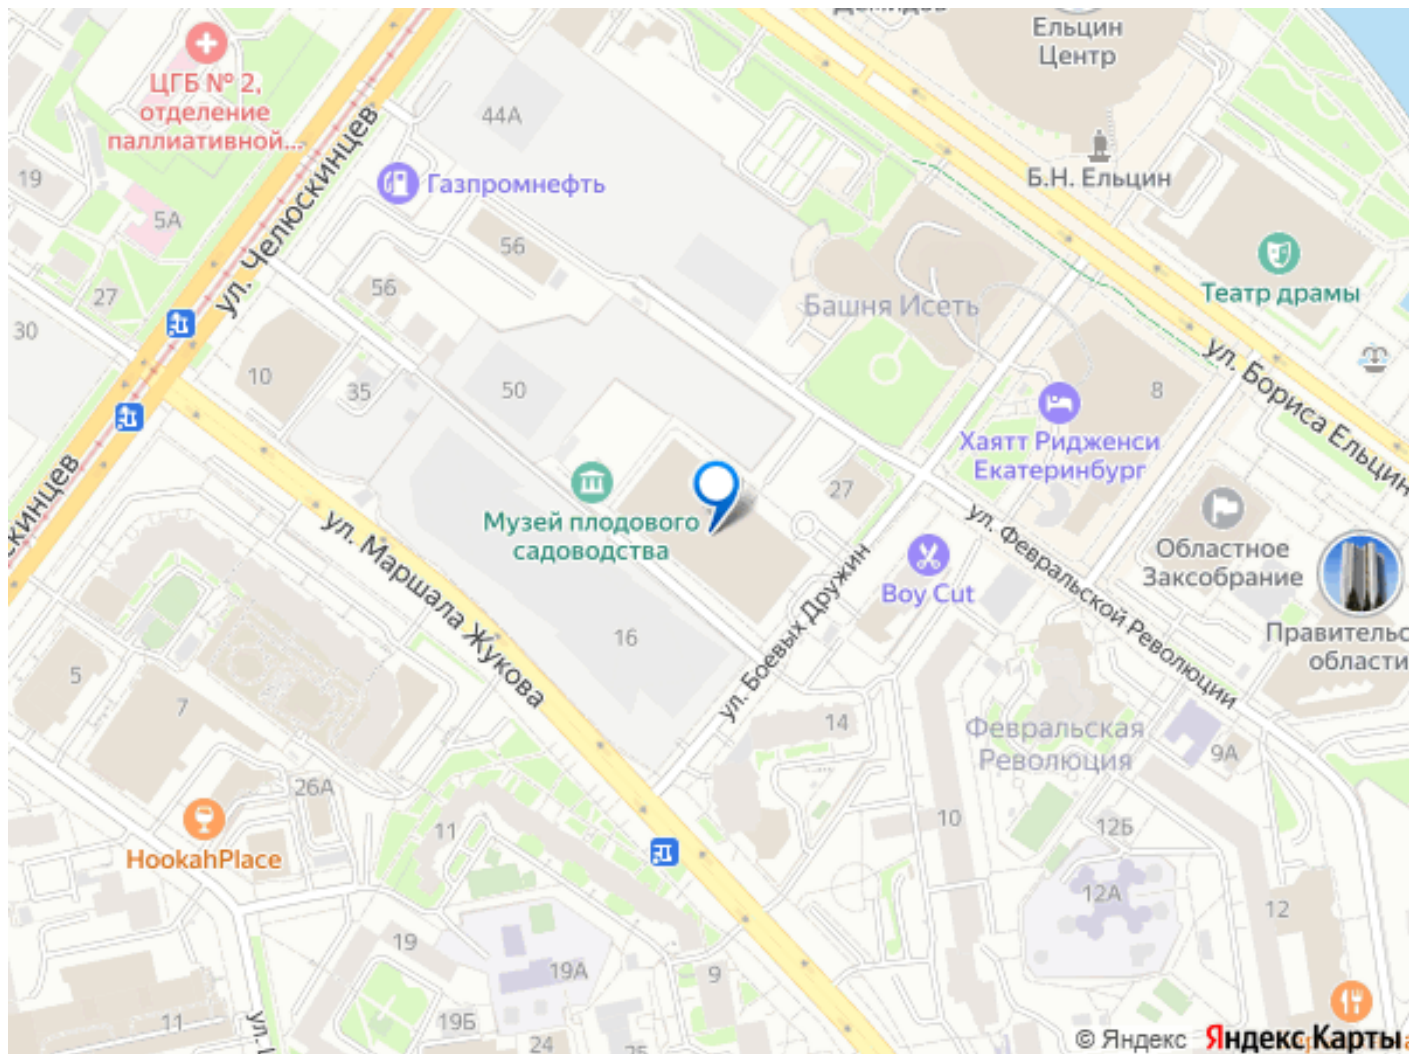 Ельцин
Центр
ЦГБ № 2,
отделение
паллиативной...
44А
19
5А
Газпромнефть
Б.Н. Ельцин
ул. Челюскинцев
56
27
56
Театр драмы
Башня Исеть
30
10
35
50
8
ул. Бориса Ельцина
Хаятт Ридженси
Екатеринбург
27
Музей плодового
садоводства
ул. Маршала Жукова
ул. Февральской Революции
Областное
Заксобрание
Boy Cut
ул. Боевых Дружин
16
Правительс
области
5
7
14
Февральская
Революция
9А
26А
11
10
12Б
HookahPlace
12А
12
19
19А
9
11
19Б
24
© Яндекс Яндекс Карты